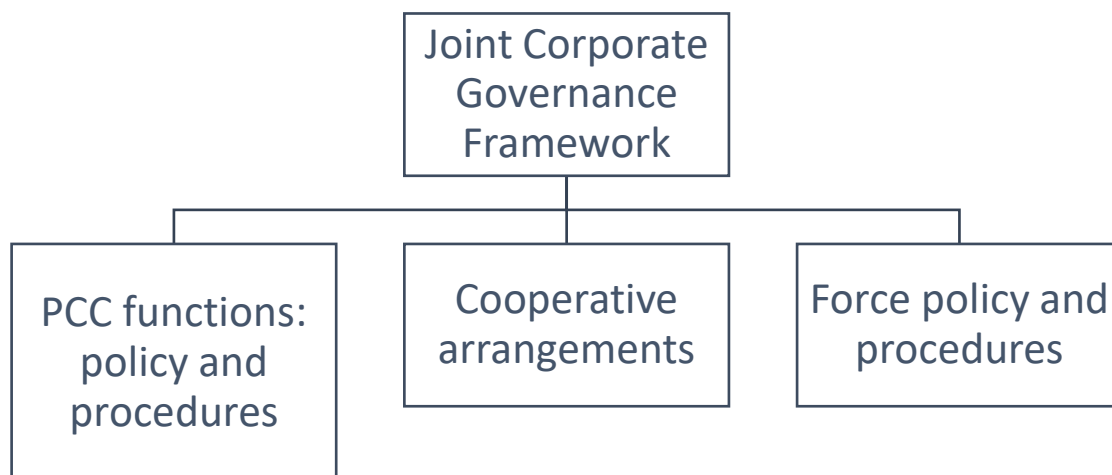 Joint Corporate
Governance
Framework
PCC functions:
policy and
procedures
Cooperative
arrangements
Force policy and
procedures